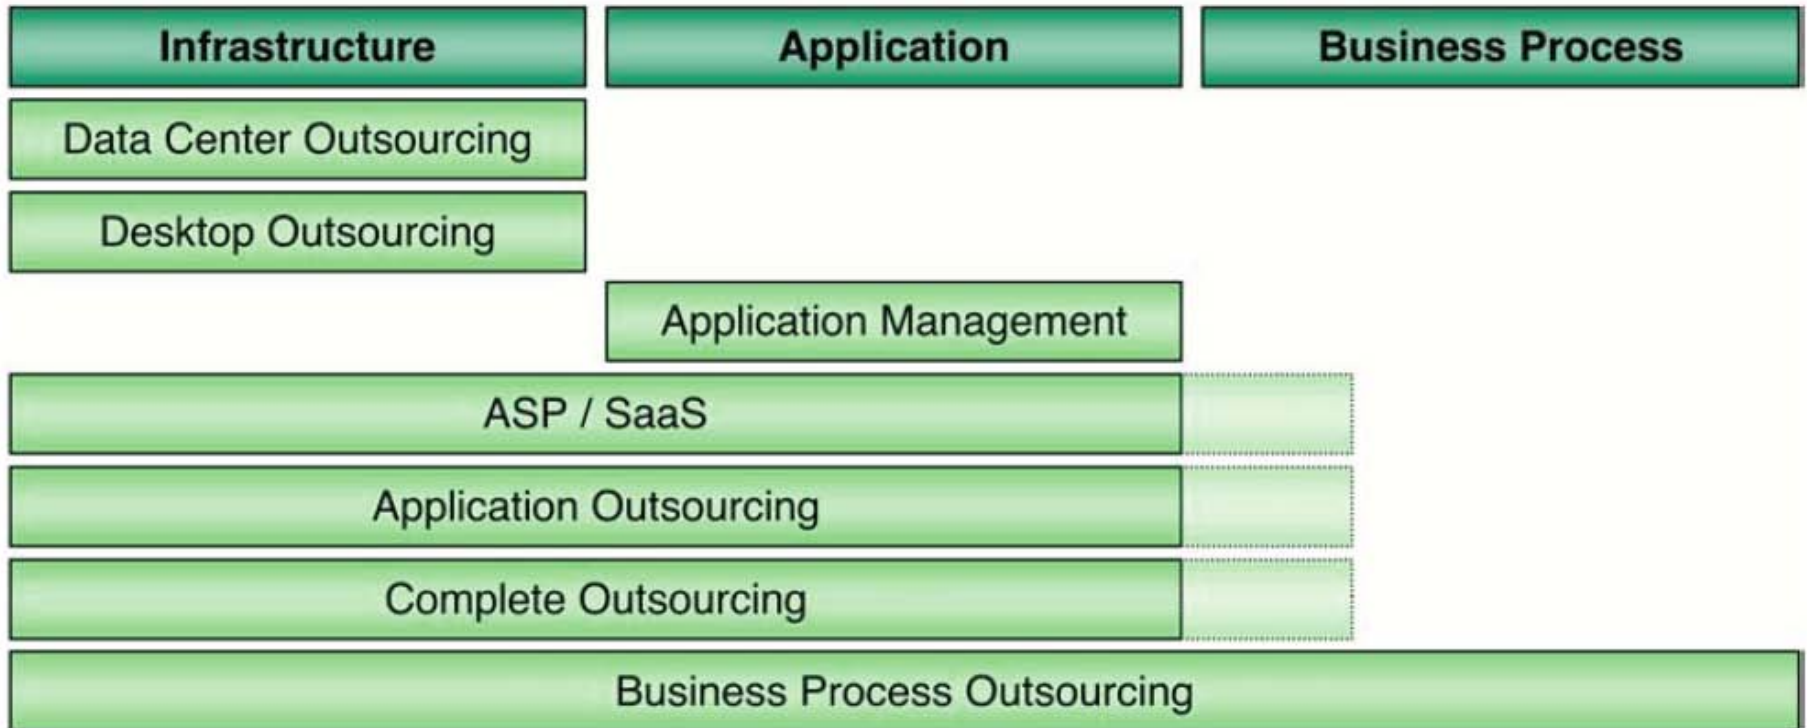 Infrastructure
Application
Business Process
Data Center Outsourcing
Desktop Outsourcing
Application Management
ASP / SaaS
Application Outsourcing
Complete Outsourcing
Business Process Outsourcing